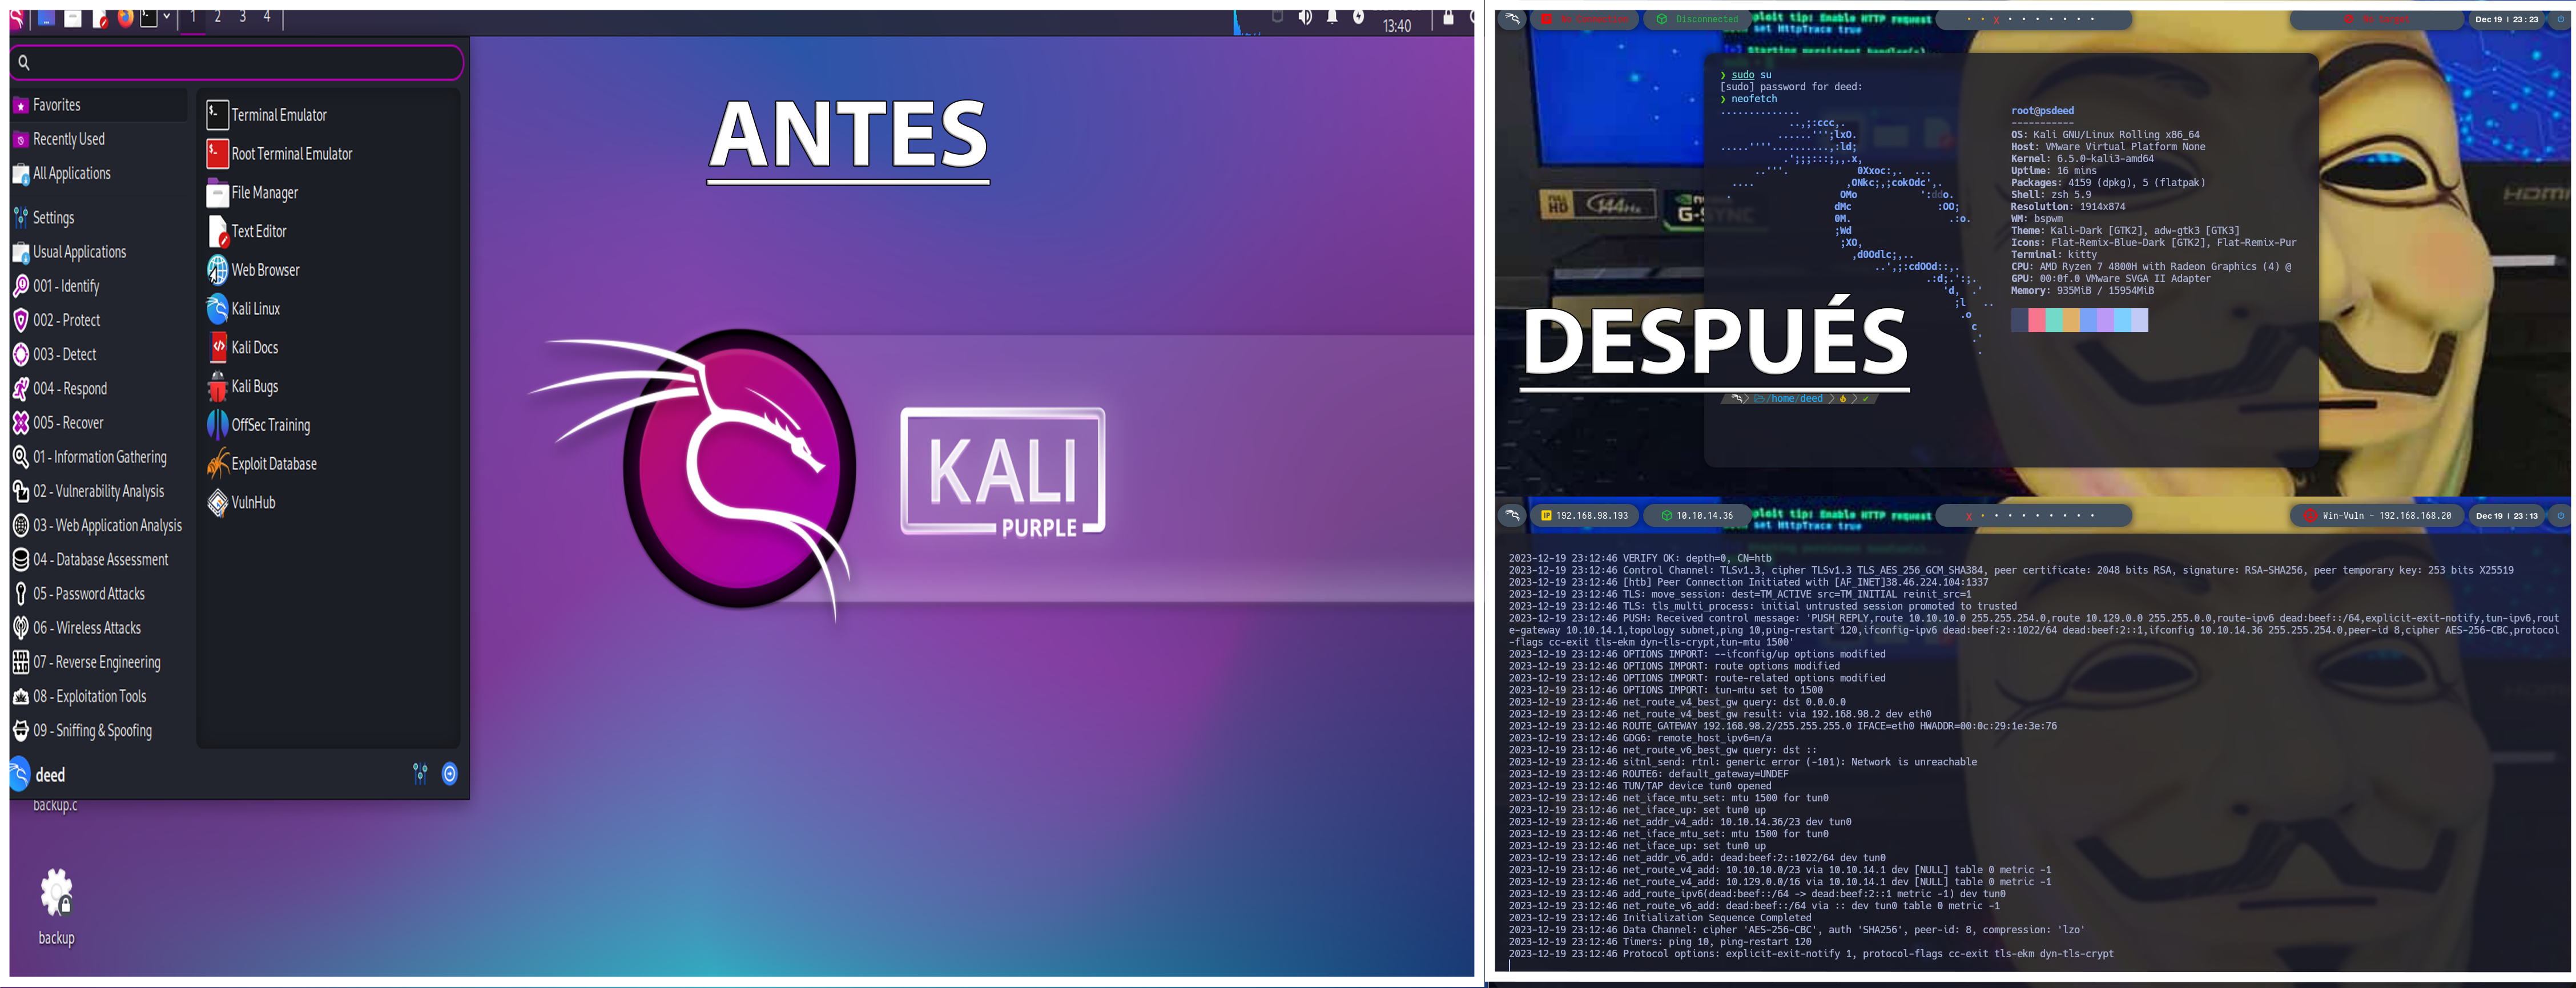 1 2 3 4
13:40
Favorites
Recently Used
All Applications
Settings
Usual Applications
001 - Identify
002 - Protect
003 - Detect
004 - Respond
005 - Recover
01 - Information Gathering
02 - Vulnerability Analysis
03 - Web Application Analysis
04 - Database Assessment
05 - Password Attacks
06 - Wireless Attacks
07 - Reverse Engineering
08 - Exploitation Tools
09 - Sniffing & Spoofing
deed
Terminal Emulator
Root Terminal Emulator
File Manager
Text Editor
Web Browser
Kali Linux
Kali Docs
Kali Bugs
OffSec Training
Exploit Database
VulnHub
backup.c
backup
ANTES
KALI
PURPLE
Disconnected
ploit tip: Enable HTTP request
set HttpTrace true
Dec 19 | 23:23
[*] Starting persistent handler(s)...
❯ sudo su
[sudo] password for deed:
❯ neofetch
root@psdeed
-----------
OS: Kali GNU/Linux Rolling x86_64
Host: VMware Virtual Platform None
Kernel: 6.5.0-kali3-amd64
Uptime: 16 mins
Packages: 4159 (dpkg), 5 (flatpak)
Shell: zsh 5.9
Resolution: 1914x874
WM: bspwm
Theme: Kali-Dark [GTK2], adw-gtk3 [GTK3]
Icons: Flat-Remix-Blue-Dark [GTK2], Flat-Remix-Pur
Terminal: kitty
CPU: AMD Ryzen 7 4800H with Radeon Graphics (4) @
GPU: 00:0f.0 VMware SVGA II Adapter
Memory: 935MiB / 15954MiB
FULL HD
144Hz
G-SYNC
HDMI
DESPUÉS
/home/deed
IP 192.168.98.193
10.10.14.36
ploit tip: Enable HTTP request
set HttpTrace true
Win-Vuln - 192.168.168.20
Dec 19 | 23:13
2023-12-19 23:12:46 VERIFY OK: depth=0, CN=htb
2023-12-19 23:12:46 Control Channel: TLSv1.3, cipher TLSv1.3 TLS_AES_256_GCM_SHA384, peer certificate: 2048 bits RSA, signature: RSA-SHA256, peer temporary key: 253 bits X25519
2023-12-19 23:12:46 [htb] Peer Connection Initiated with [AF_INET]38.46.224.104:1337
2023-12-19 23:12:46 TLS: move_session: dest=TM_ACTIVE src=TM_INITIAL reinit_src=1
2023-12-19 23:12:46 TLS: tls_multi_process: initial untrusted session promoted to trusted
2023-12-19 23:12:46 PUSH: Received control message: 'PUSH_REPLY,route 10.10.10.0 255.255.254.0,route 10.129.0.0 255.255.0.0,route-ipv6 dead:beef::/64,explicit-exit-notify,tun-ipv6,rout
e-gateway 10.10.14.1,topology subnet,ping 10,ping-restart 120,ifconfig-ipv6 dead:beef:2::1022/64 dead:beef:2::1,ifconfig 10.10.14.36 255.255.254.0,peer-id 8,cipher AES-256-CBC,protocol
-flags cc-exit tls-ekm dyn-tls-crypt,tun-mtu 1500'
2023-12-19 23:12:46 OPTIONS IMPORT: --ifconfig/up options modified
2023-12-19 23:12:46 OPTIONS IMPORT: route options modified
2023-12-19 23:12:46 OPTIONS IMPORT: route-related options modified
2023-12-19 23:12:46 OPTIONS IMPORT: tun-mtu set to 1500
2023-12-19 23:12:46 net_route_v4_best_gw query: dst 0.0.0.0
2023-12-19 23:12:46 net_route_v4_best_gw result: via 192.168.98.2 dev eth0
2023-12-19 23:12:46 ROUTE_GATEWAY 192.168.98.2/255.255.255.0 IFACE=eth0 HWADDR=00:0c:29:1e:3e:76
2023-12-19 23:12:46 GDG6: remote_host_ipv6=n/a
2023-12-19 23:12:46 net_route_v6_best_gw query: dst ::
2023-12-19 23:12:46 sitnl_send: rtnl: generic error (-101): Network is unreachable
2023-12-19 23:12:46 ROUTE6: default_gateway=UNDEF
2023-12-19 23:12:46 TUN/TAP device tun0 opened
2023-12-19 23:12:46 net_iface_mtu_set: mtu 1500 for tun0
2023-12-19 23:12:46 net_iface_up: set tun0 up
2023-12-19 23:12:46 net_addr_v4_add: 10.10.14.36/23 dev tun0
2023-12-19 23:12:46 net_iface_mtu_set: mtu 1500 for tun0
2023-12-19 23:12:46 net_iface_up: set tun0 up
2023-12-19 23:12:46 net_addr_v6_add: dead:beef:2::1022/64 dev tun0
2023-12-19 23:12:46 net_route_v4_add: 10.10.10.0/23 via 10.10.14.1 dev [NULL] table 0 metric -1
2023-12-19 23:12:46 net_route_v4_add: 10.129.0.0/16 via 10.10.14.1 dev [NULL] table 0 metric -1
2023-12-19 23:12:46 add_route_ipv6(dead:beef::/64 -> dead:beef:2::1 metric -1) dev tun0
2023-12-19 23:12:46 net_route_v6_add: dead:beef::/64 via :: dev tun0 table 0 metric -1
2023-12-19 23:12:46 Initialization Sequence Completed
2023-12-19 23:12:46 Data Channel: cipher 'AES-256-CBC', auth 'SHA256', peer-id: 8, compression: 'lzo'
2023-12-19 23:12:46 Timers: ping 10, ping-restart 120
2023-12-19 23:12:46 Protocol options: explicit-exit-notify 1, protocol-flags cc-exit tls-ekm dyn-tls-crypt